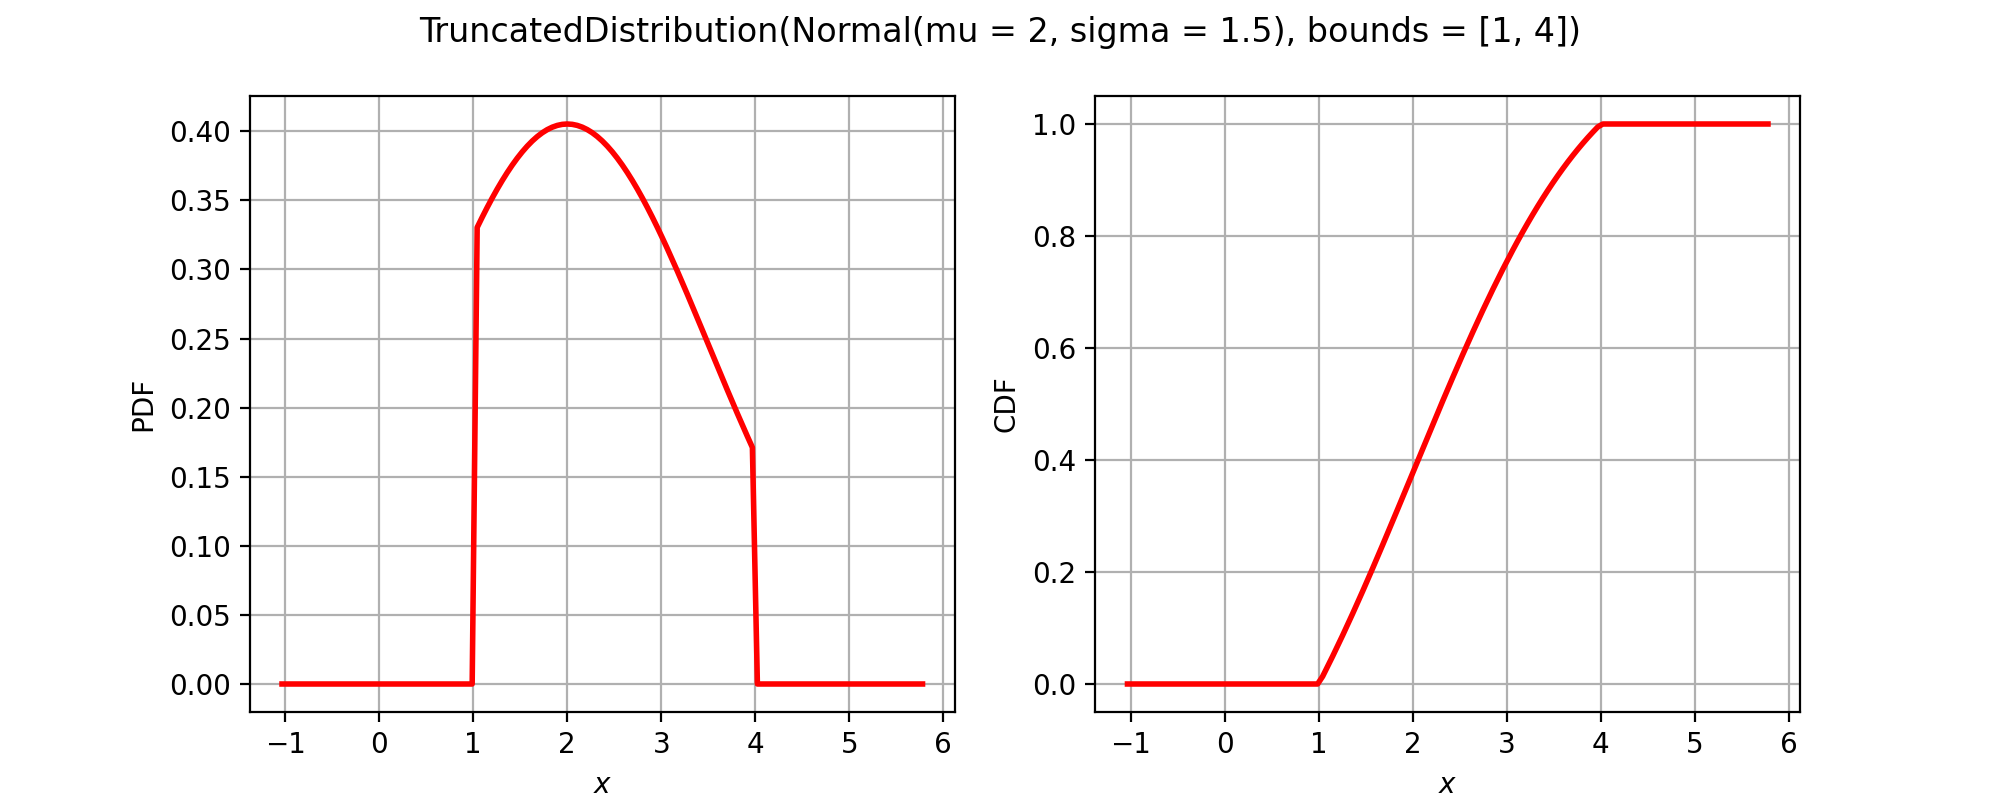 TruncatedDistribution(Normal(mu = 2, sigma = 1.5), bounds = [1, 4])
PDF
0.40
0.35
0.30
0.25
0.20
0.15
0.10
0.05
0.00
−1 0 1 2 3 4 5 6
x
CDF
1.0
0.8
0.6
0.4
0.2
0.0
−1 0 1 2 3 4 5 6
x